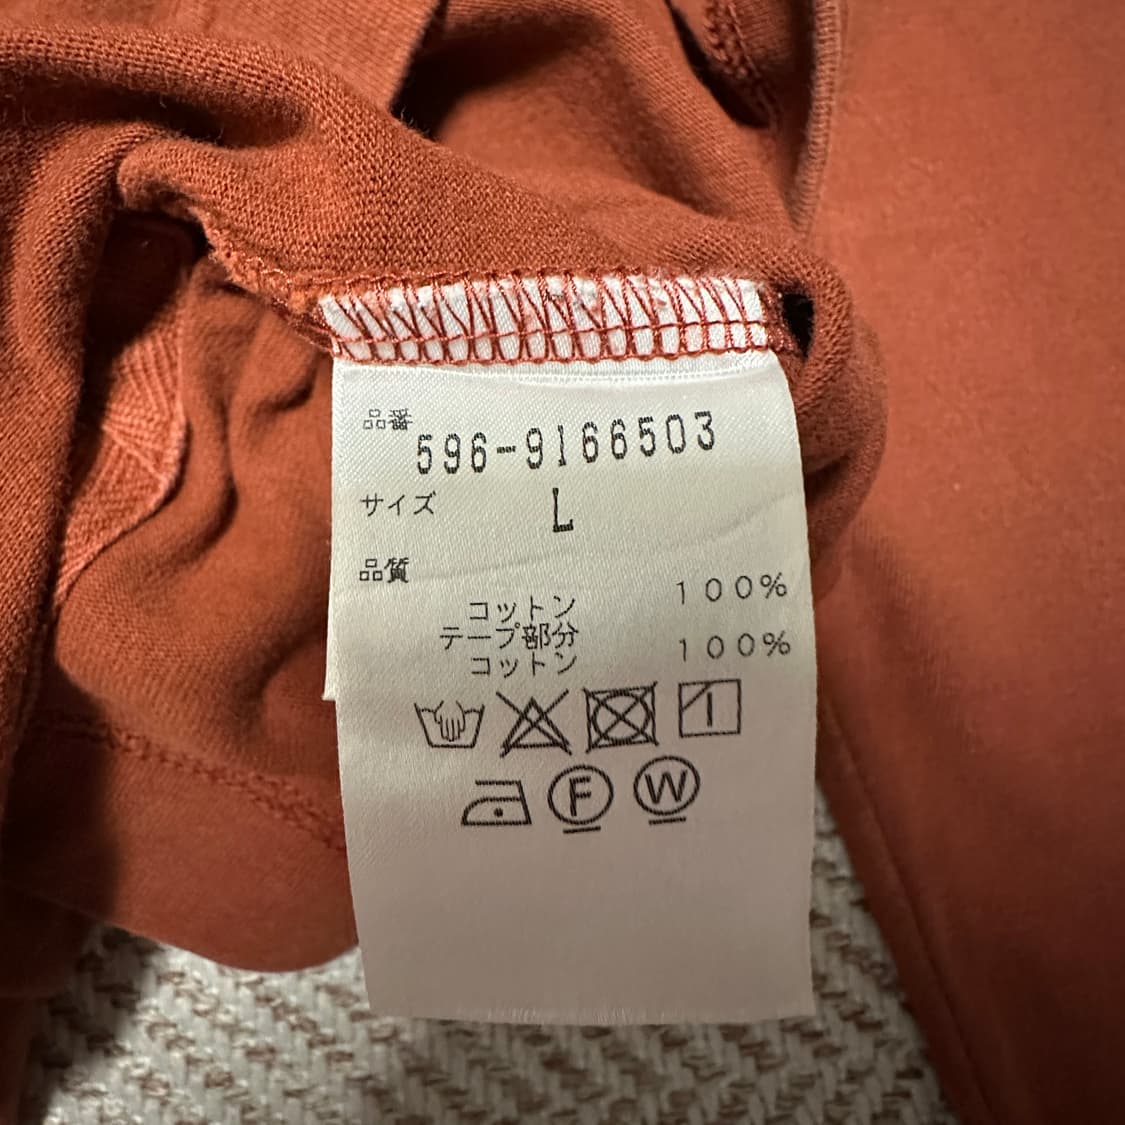 品番
596-9166503
サイズ L
品質
コットン 100%
テープ部分
コットン 100%
F W